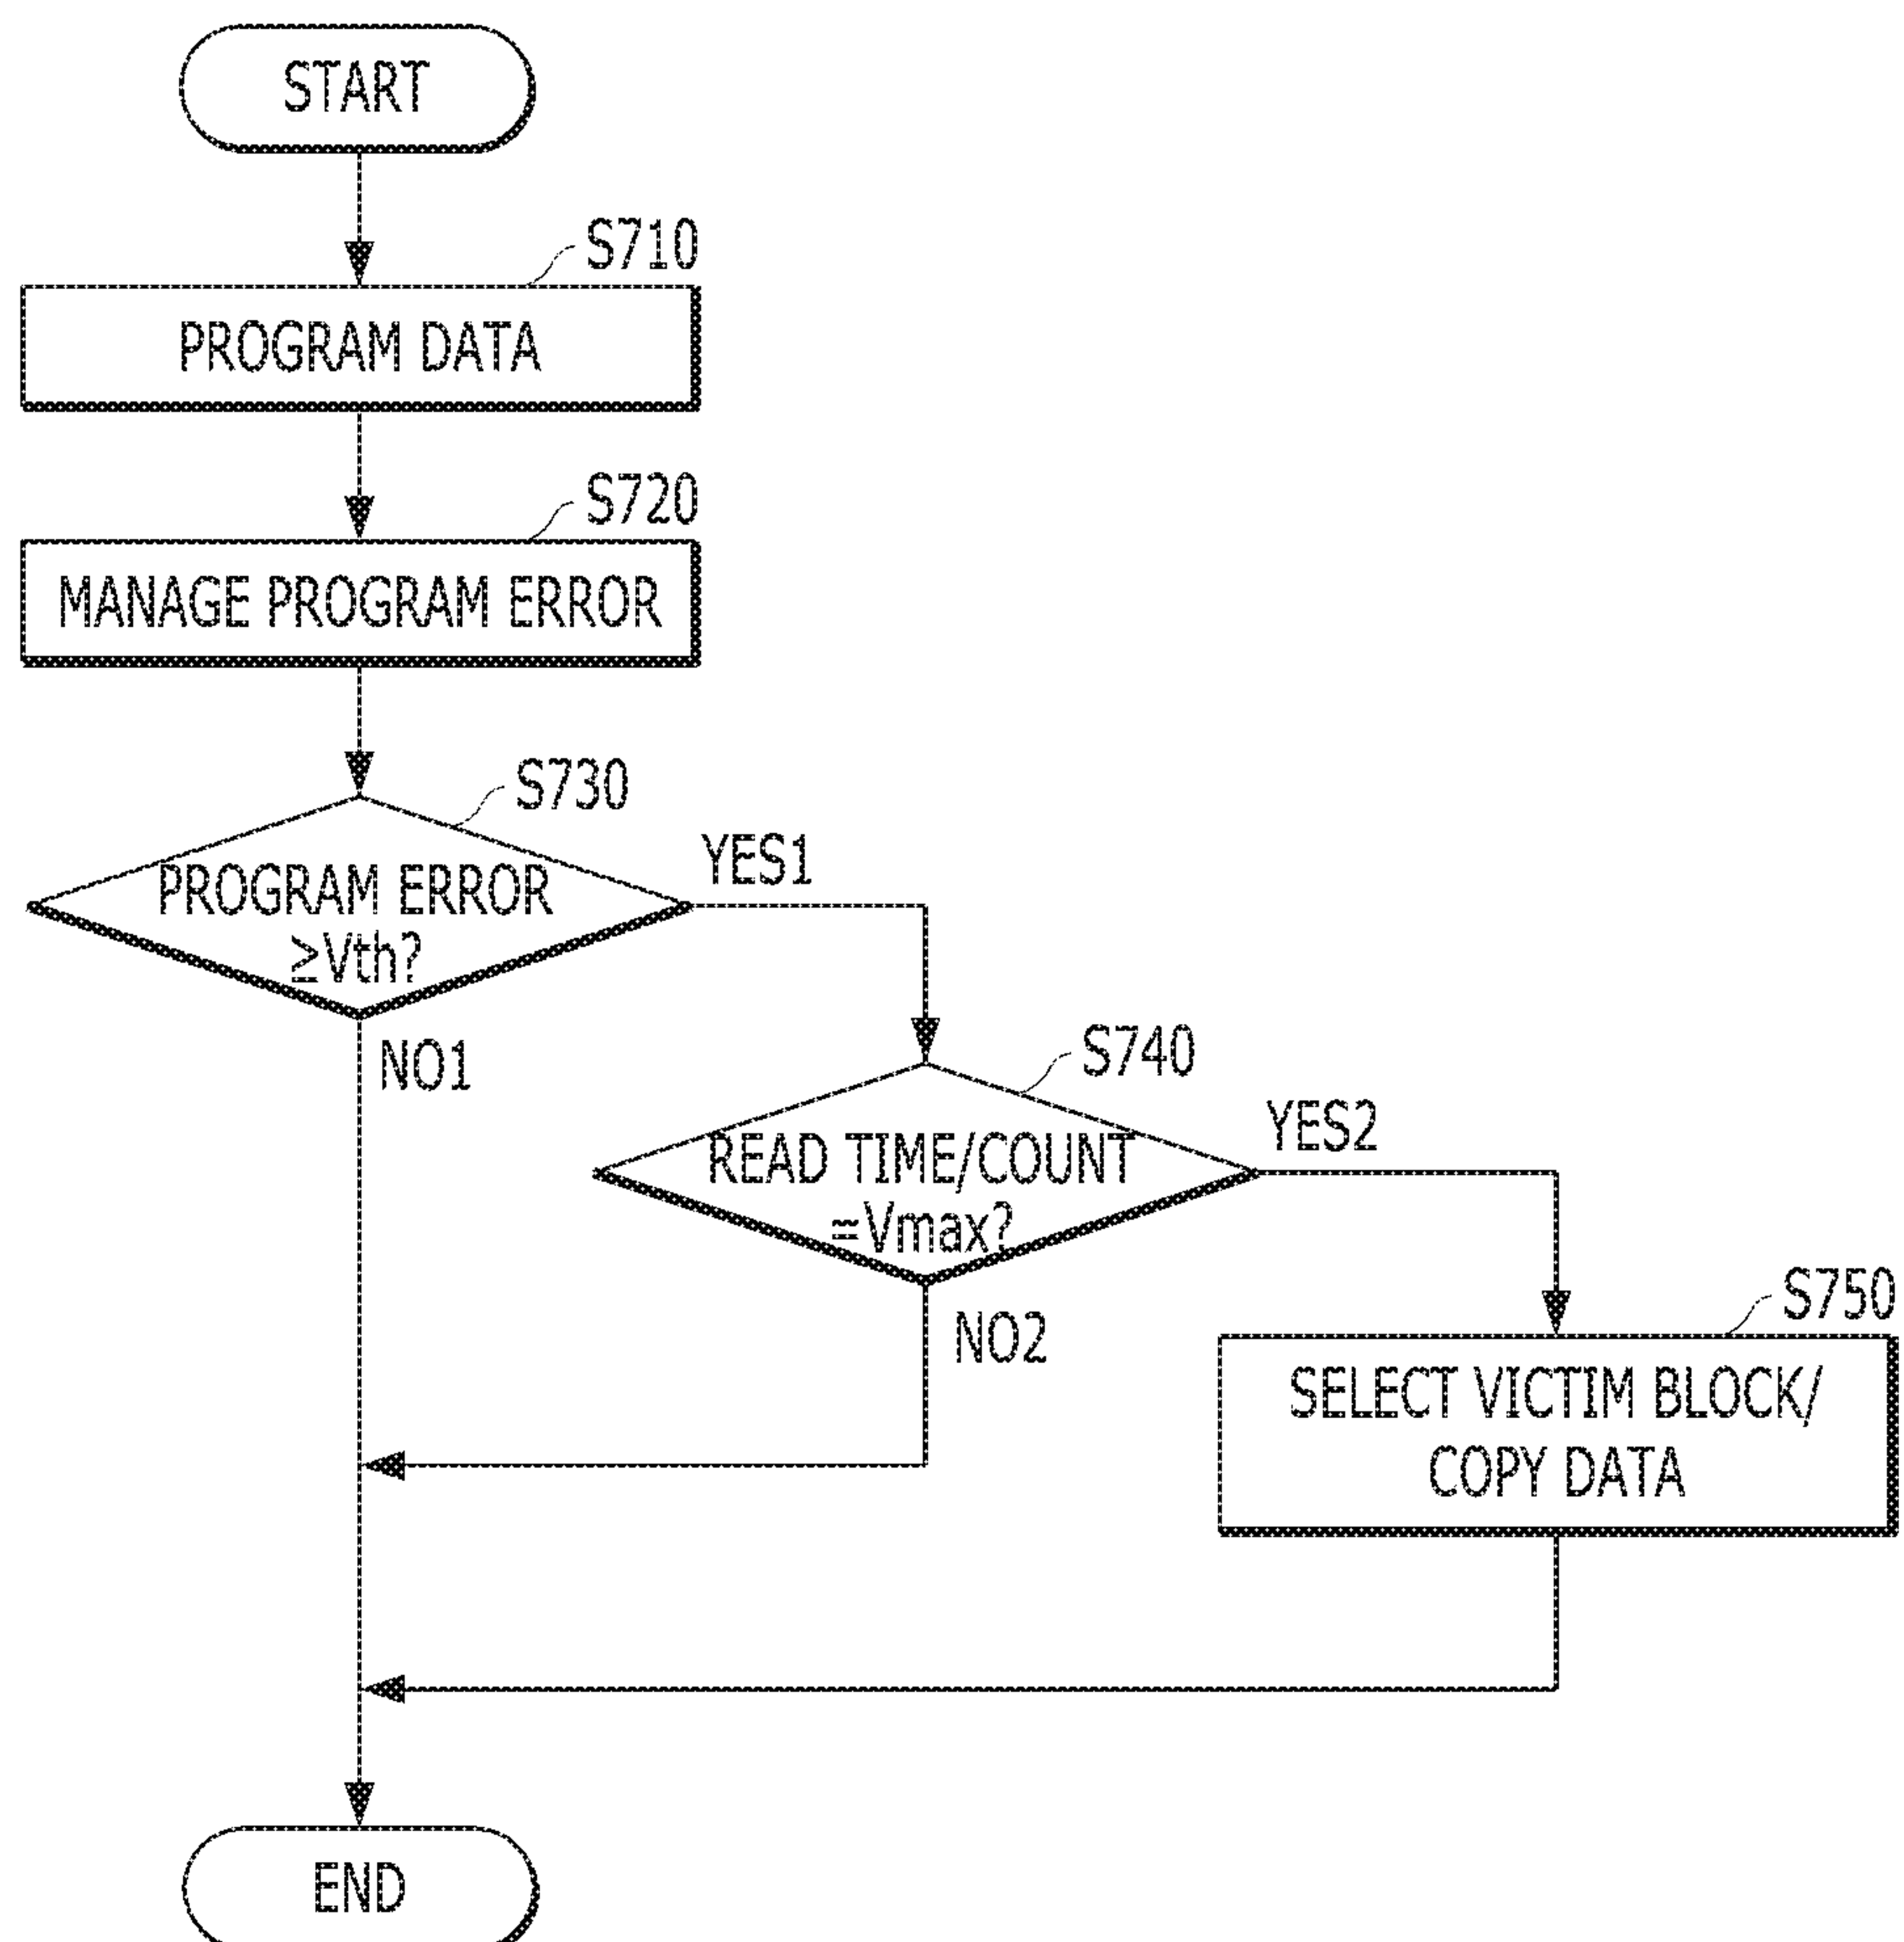 START
S710
PROGRAM DATA
S720
MANAGE PROGRAM ERROR
S730
PROGRAM ERROR
≥Vth?
YES1
NO1
S740
READ TIME/COUNT
=Vmax?
YES2
NO2
S750
SELECT VICTIM BLOCK/
COPY DATA
END